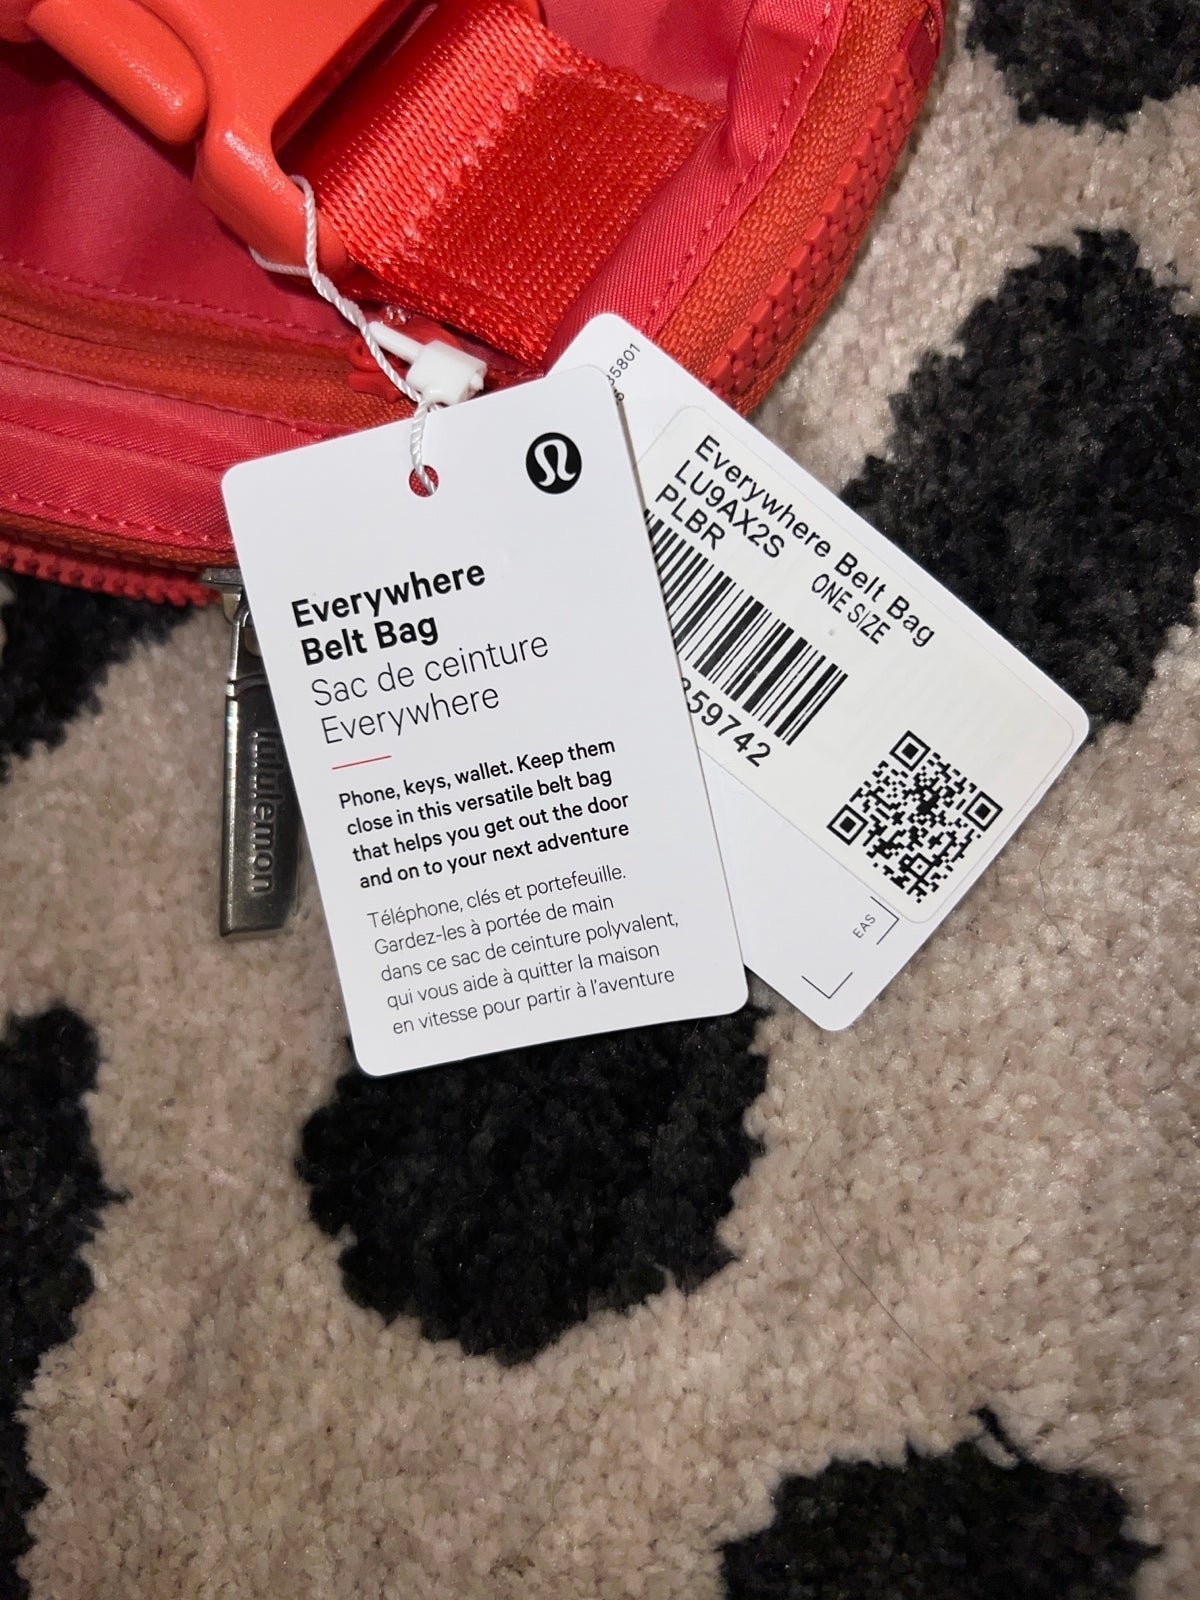 Everywhere
Belt Bag
Sac de ceinture
Everywhere
Phone, keys, wallet. Keep them
close in this versatile belt bag
that helps you get out the door
and on to your next adventure
Téléphone, clés et portefeuille.
Gardez-les à portée de main
dans ce sac de ceinture polyvalent,
qui vous aide à quitter la maison
en vitesse pour partir à l'aventure
lululemon
5801
Everywhere Belt Bag
LU9AX2S ONE SIZE
PLBR
59742
EAS